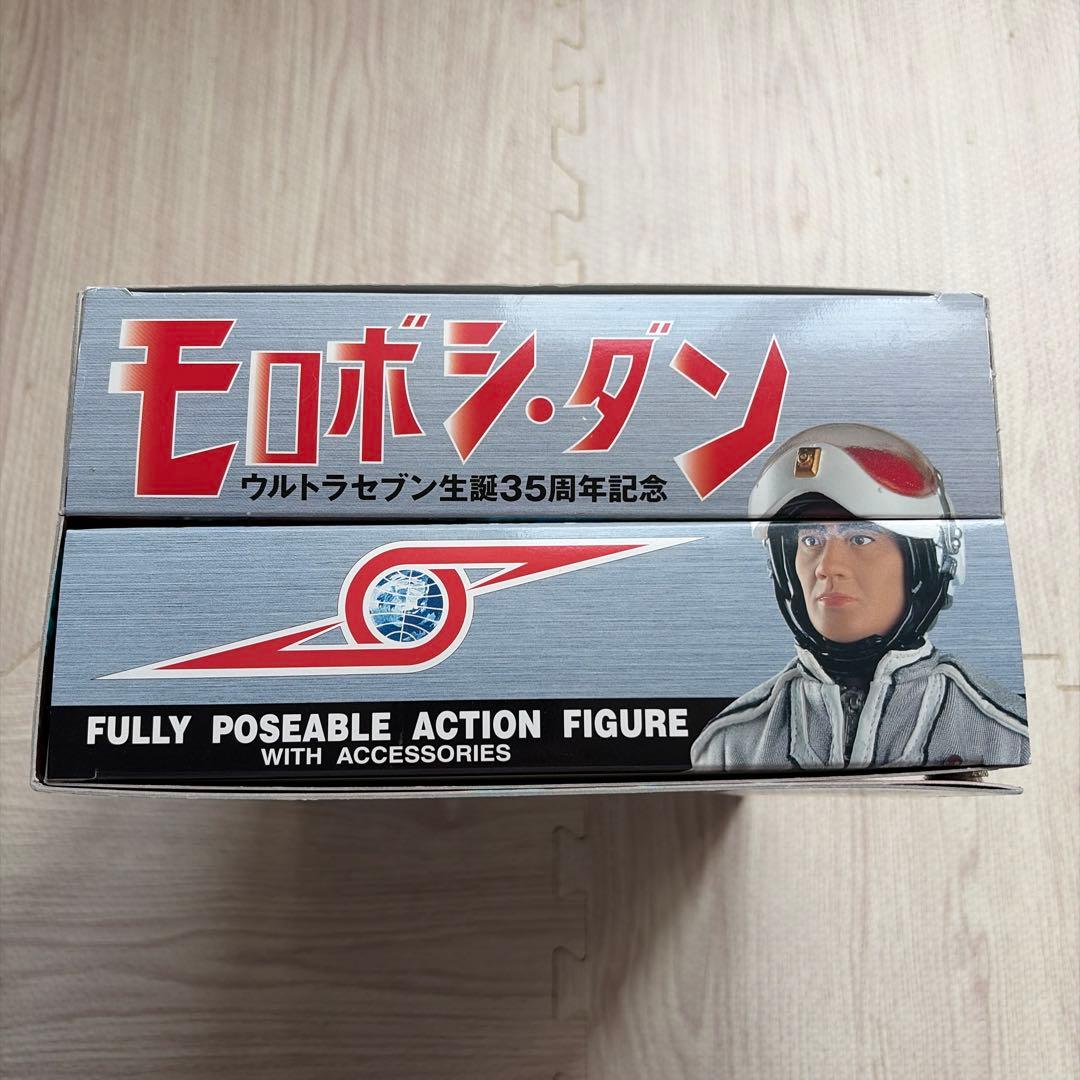 モロボシ・ダン
ウルトラセブン生誕35周年記念
FULLY POSEABLE ACTION FIGURE
WITH ACCESSORIES